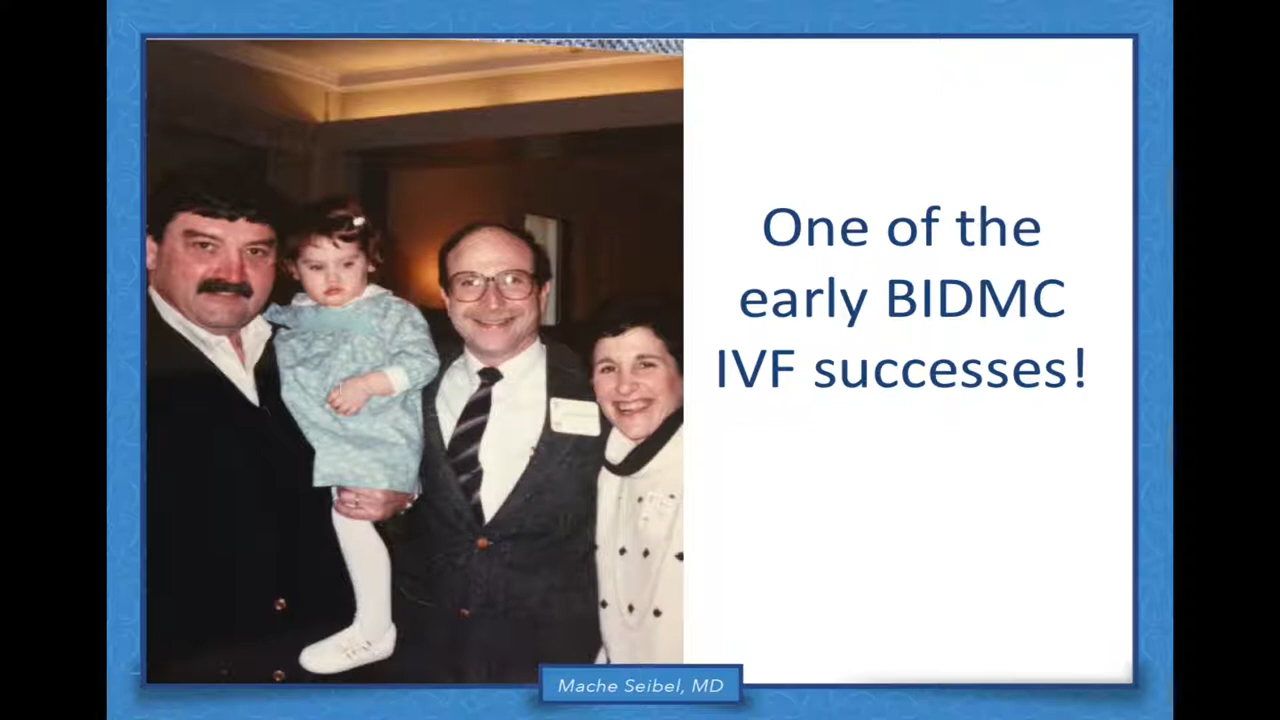 One of the
early BIDMC
IVF successes!
Mache Seibel, MD